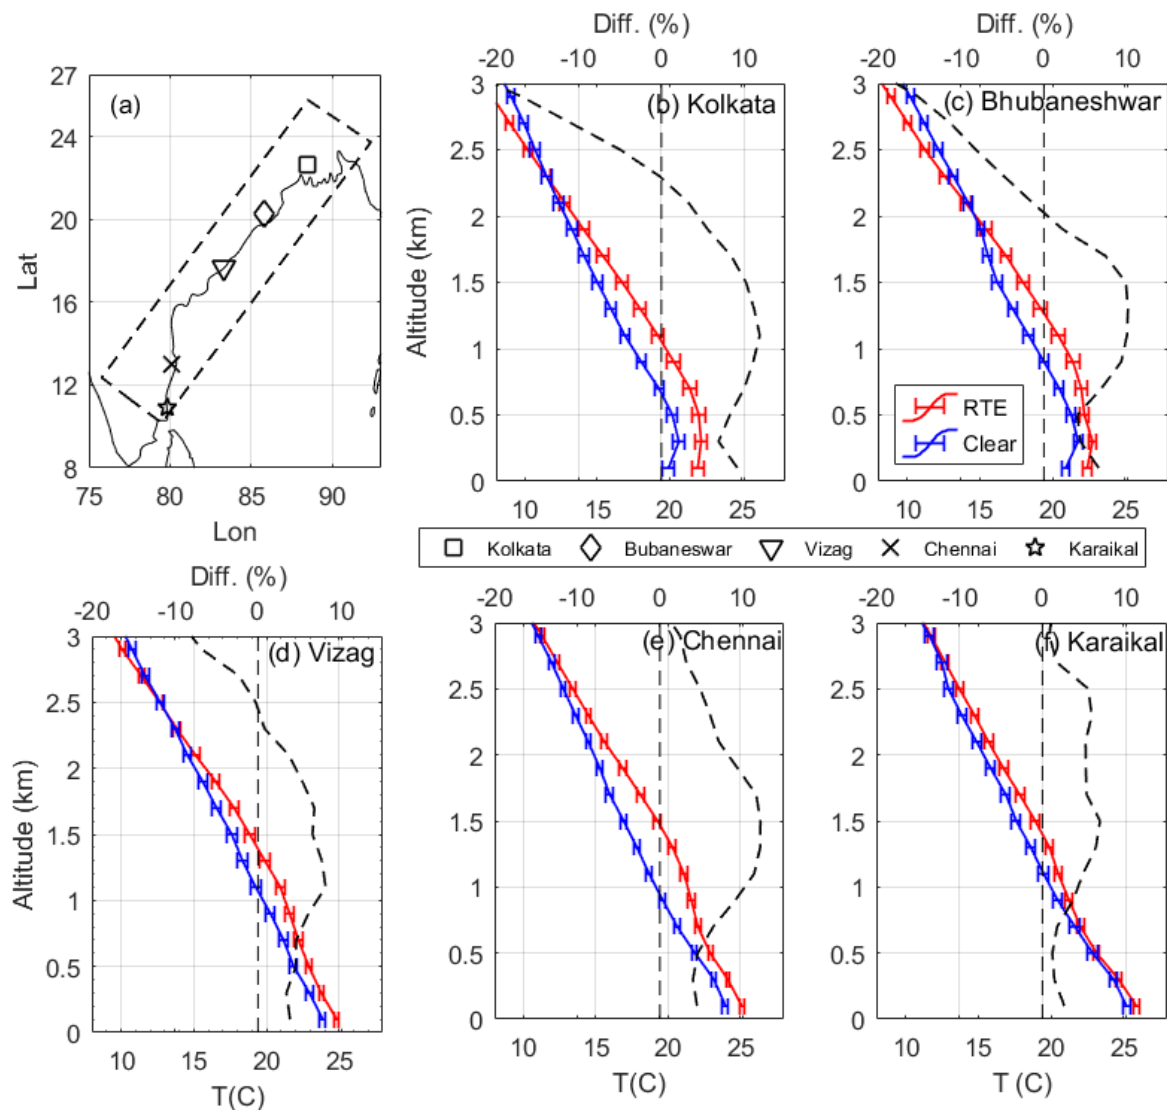 Diff. (%)
Diff. (%)
-20 -10 0 10
-20 -10 0 10
27
24
20
16
12
8
(a)
Lat
75 80 85 90
Lon
3
2.5
2
1.5
1
0.5
0
(b) Kolkata
Altitude (km)
10 15 20 25
3
2.5
2
1.5
1
0.5
0
(c) Bhubaneshwar
RTE
Clear
10 15 20 25
Kolkata Bubaneswar Vizag Chennai Karaikal
Diff. (%)
-20 -10 0 10
-20 -10 0 10
-20 -10 0 10
3
2.5
2
1.5
1
0.5
0
(d) Vizag
Altitude (km)
10 15 20 25
T(C)
3
2.5
2
1.5
1
0.5
0
(e) Chennai
10 15 20 25
T(C)
3
2.5
2
1.5
1
0.5
0
(f) Karaikal
10 15 20 25
T (C)